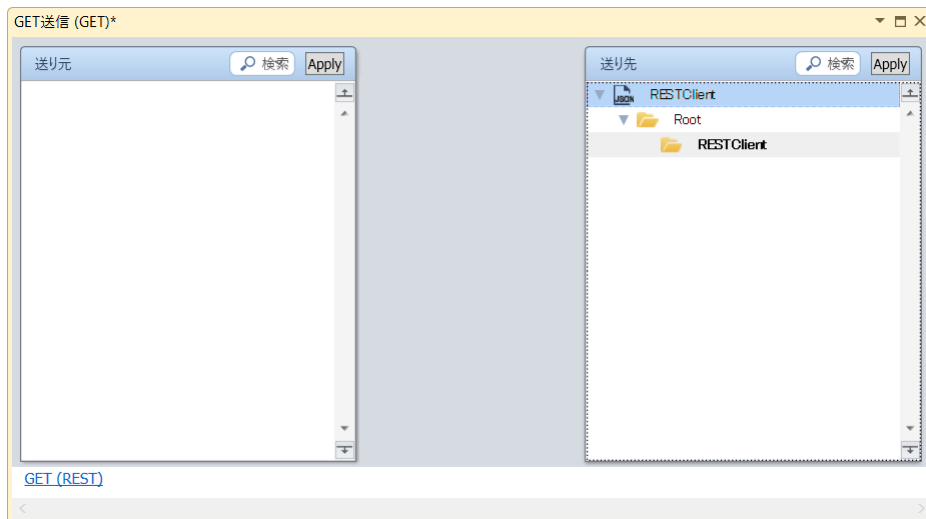 GET送信 (GET)*
送り元 検索 Apply
送り先 検索 Apply
JSON RESTClient
Root
RESTClient
GET (REST)